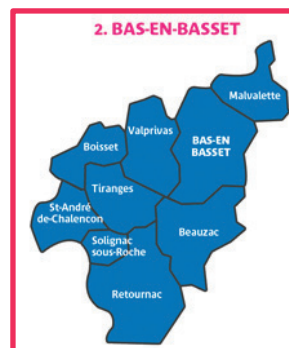 2. BAS-EN-BASSET
Malvalette
Valprivas
BAS-EN
BASSET
Boisset
Tiranges
St-André
de-Chalencon
Beauzac
Solignac
sous-Roche
Retournac